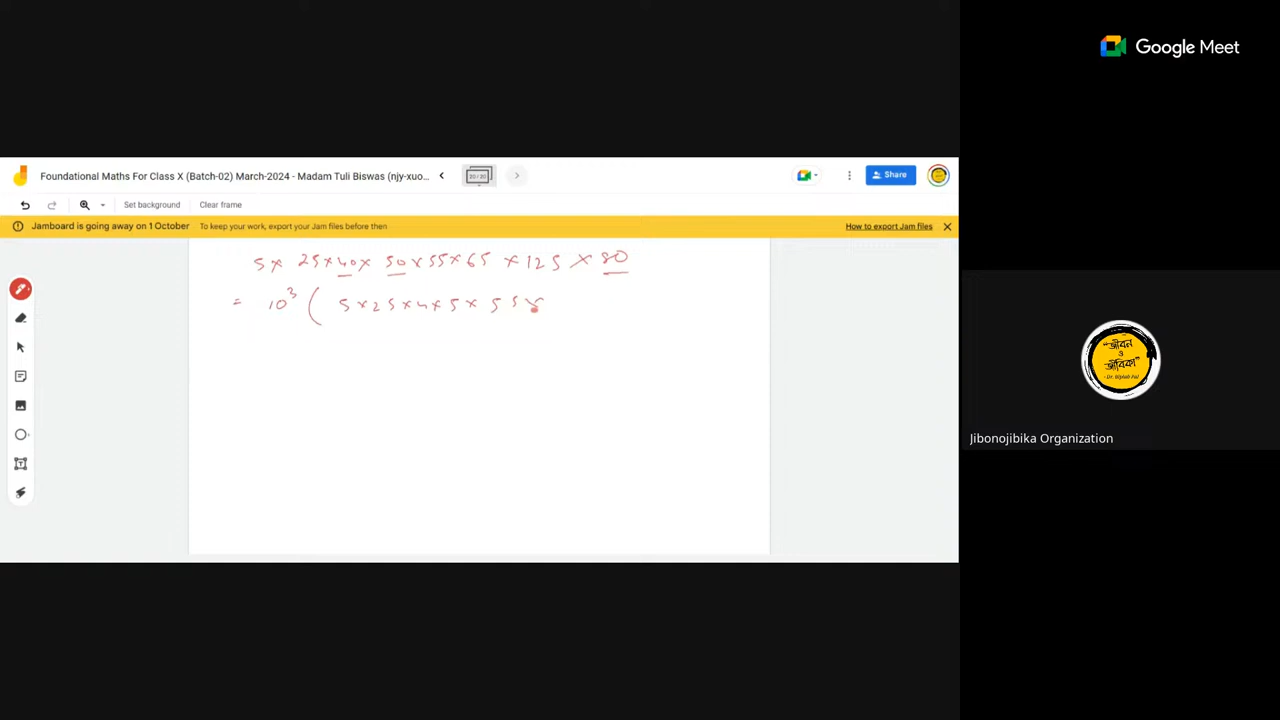 Google Meet
Foundational Maths For Class X (Batch-02) March-2024 - Madam Tuli Biswas (njy-xuo...
20 / 20
Share
Set background
Clear frame
Jamboard is going away on 1 October
To keep your work, export your Jam files before then
How to export Jam files
5 × 25 × 40 × 50 × 55 × 65 × 125 × 80
= 10³ ( 5 × 25 × 4 × 5 × 55 ×
"জীবন
ও
জীবিকা"
Jibonojibika Organization